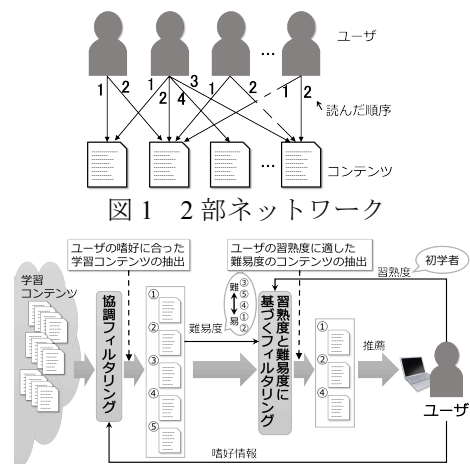 ユーザ
…
1 2 1 2 4 3 1 2 1 2
読んだ順序
…
コンテンツ
図1 2部ネットワーク
ユーザの嗜好に合った
学習コンテンツの抽出
ユーザの習熟度に適した
難易度のコンテンツの抽出
初学者
習熟度
学習
コンテンツ
協調フィルタリング
①
②
③
④
⑤
難易度
難
易
③
⑤
④
①
②
習熟度と難易度に
基づくフィルタリング
①
②
④
推薦
ユーザ
嗜好情報